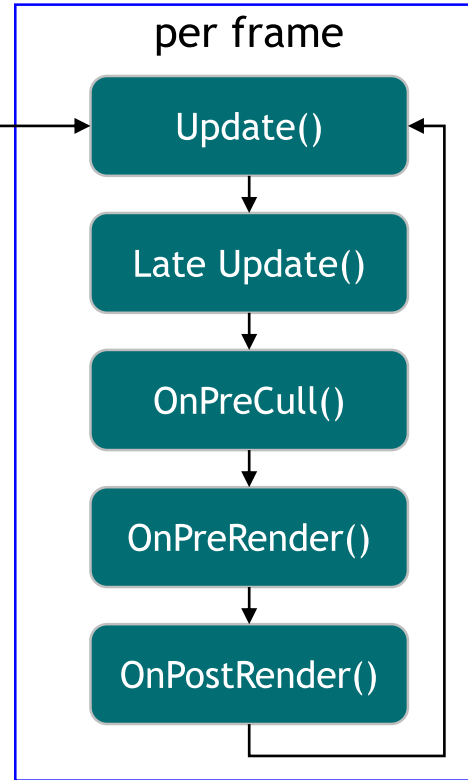 per frame
Update()
Late Update()
OnPreCull()
OnPreRender()
OnPostRender()